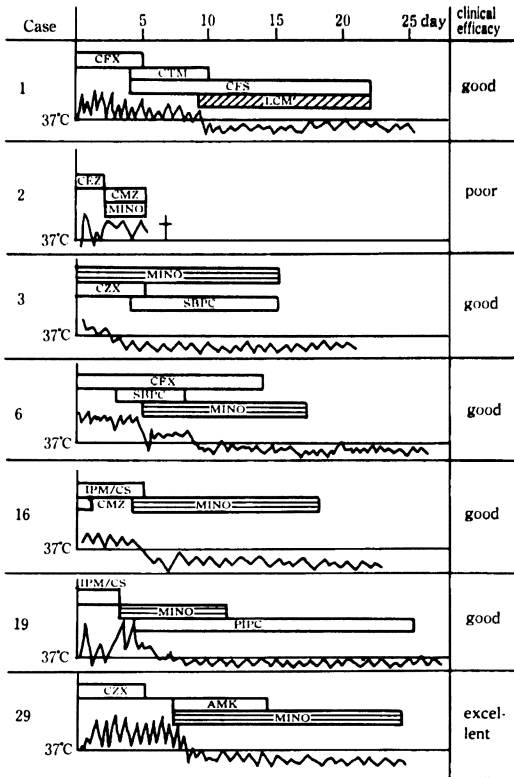 Case 5 10 15 20 25 day clinical efficacy
CFX
CTM
1 CFS good
LCM
37°C
CEZ
2 CMZ poor
MINO
37°C
MINO
3 CZX good
SBPC
37°C
CFX
6 SBPC good
MINO
37°C
IPM/CS
16 CMZ MINO good
37°C
IPM/CS
19 MINO good
PIPC
37°C
CZX
29 AMK excel-
MINO lent
37°C